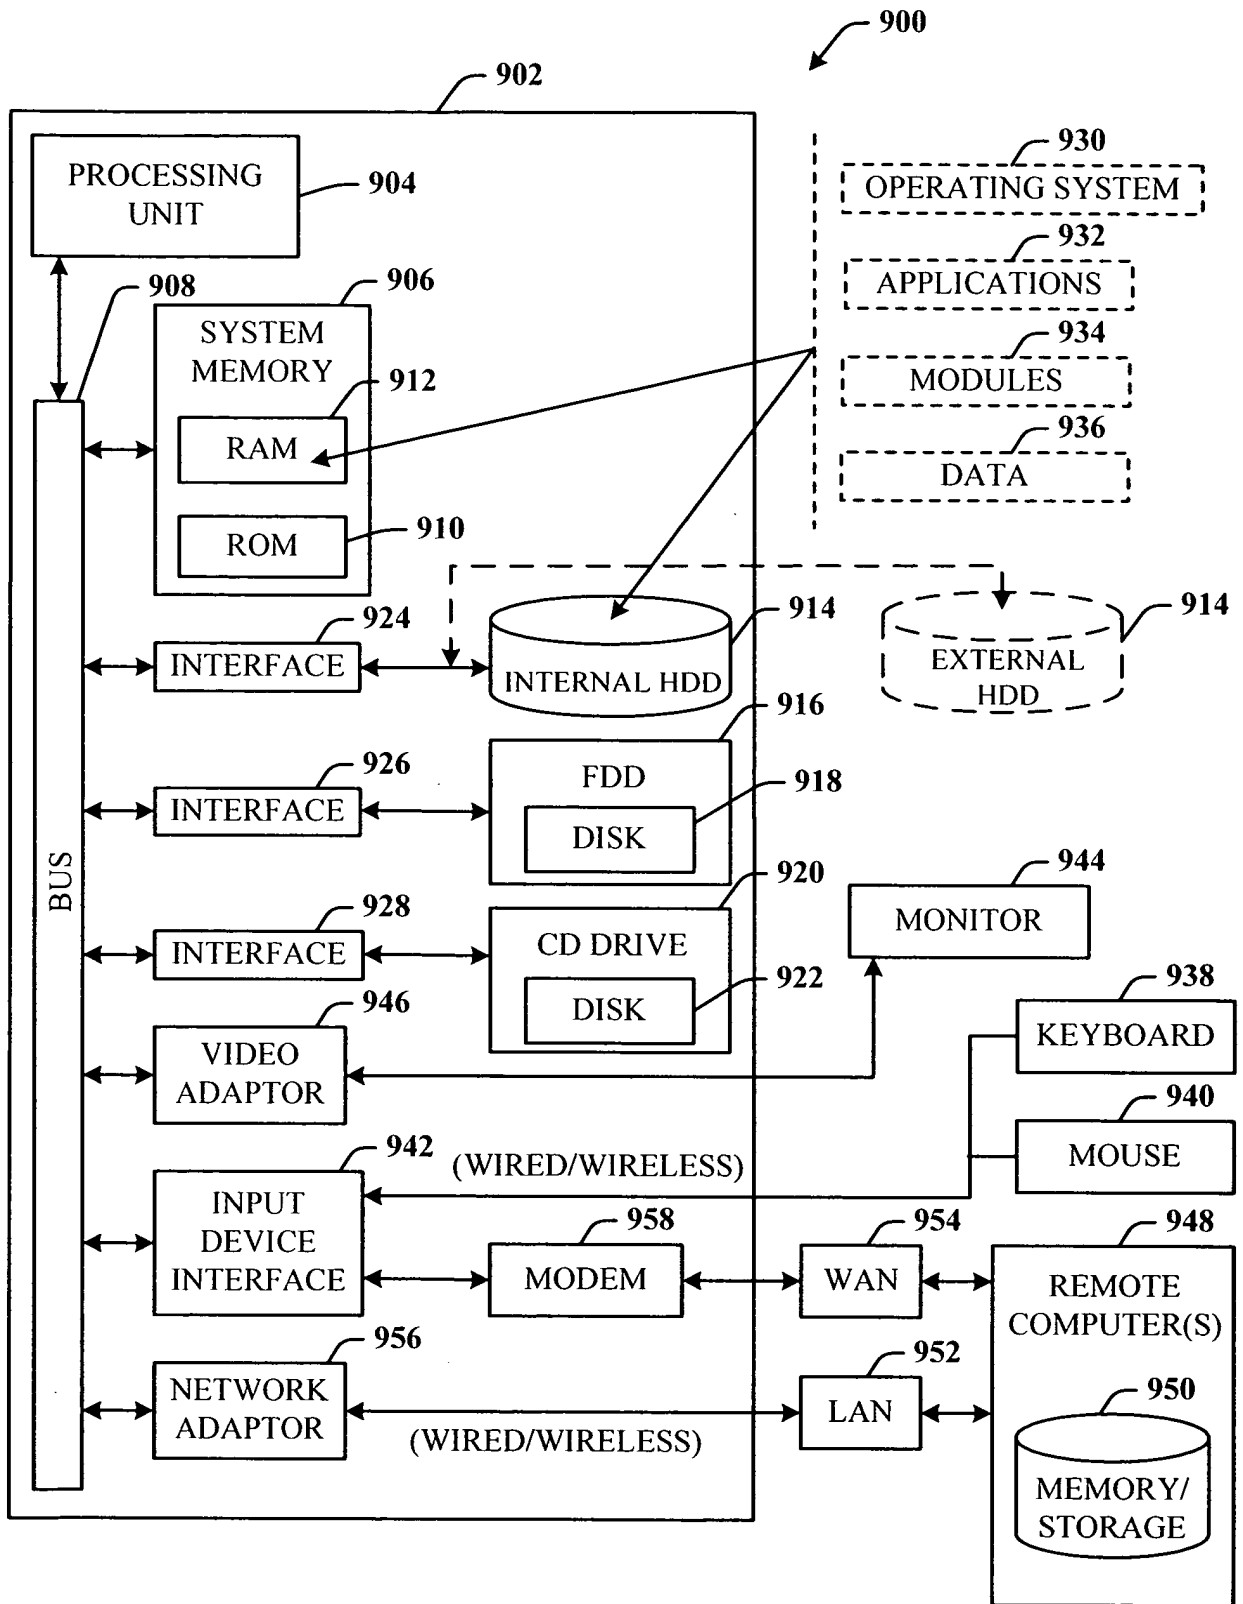 900
902
PROCESSING
UNIT
904
930
OPERATING SYSTEM
932
APPLICATIONS
934
MODULES
936
DATA
908
906
SYSTEM
MEMORY
912
RAM
910
ROM
BUS
924
INTERFACE
914
INTERNAL HDD
914
EXTERNAL
HDD
926
INTERFACE
916
FDD
918
DISK
928
INTERFACE
920
CD DRIVE
922
DISK
944
MONITOR
946
VIDEO
ADAPTOR
938
KEYBOARD
940
MOUSE
942
INPUT
DEVICE
INTERFACE
(WIRED/WIRELESS)
958
MODEM
954
WAN
948
REMOTE
COMPUTER(S)
956
NETWORK
ADAPTOR
(WIRED/WIRELESS)
952
LAN
950
MEMORY/
STORAGE